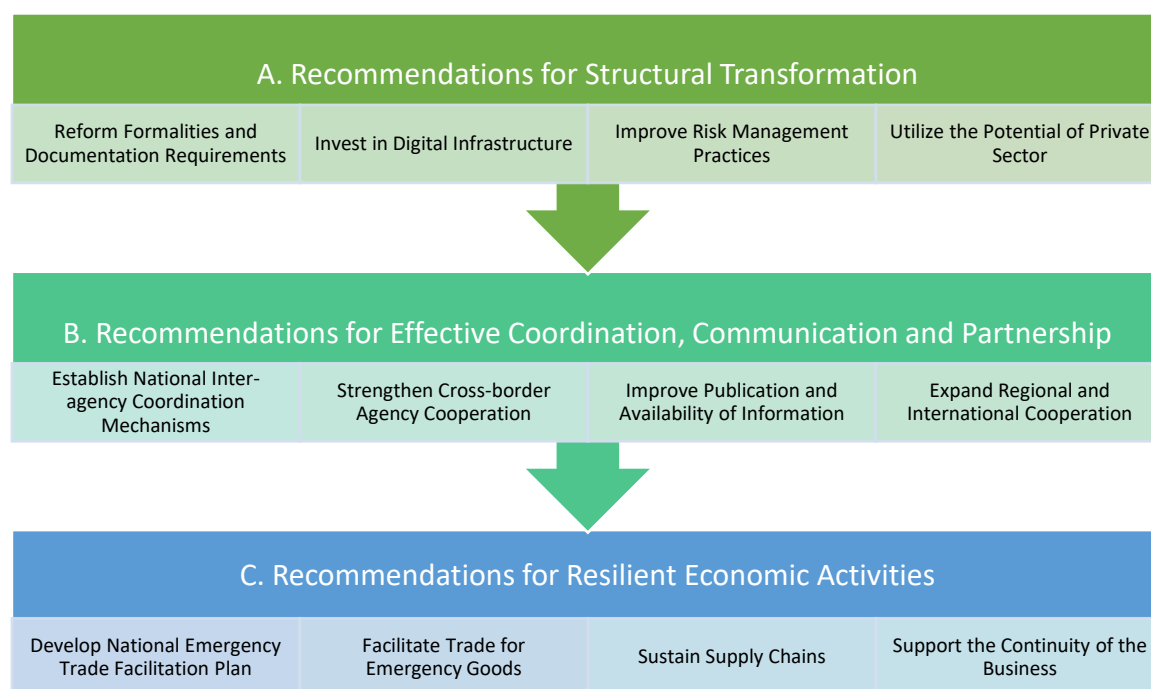 A. Recommendations for Structural Transformation
Reform Formalities and
Documentation Requirements
Invest in Digital Infrastructure
Improve Risk Management
Practices
Utilize the Potential of Private
Sector
B. Recommendations for Effective Coordination, Communication and Partnership
Establish National Inter-
agency Coordination
Mechanisms
Strengthen Cross-border
Agency Cooperation
Improve Publication and
Availability of Information
Expand Regional and
International Cooperation
C. Recommendations for Resilient Economic Activities
Develop National Emergency
Trade Facilitation Plan
Facilitate Trade for
Emergency Goods
Sustain Supply Chains
Support the Continuity of the
Business